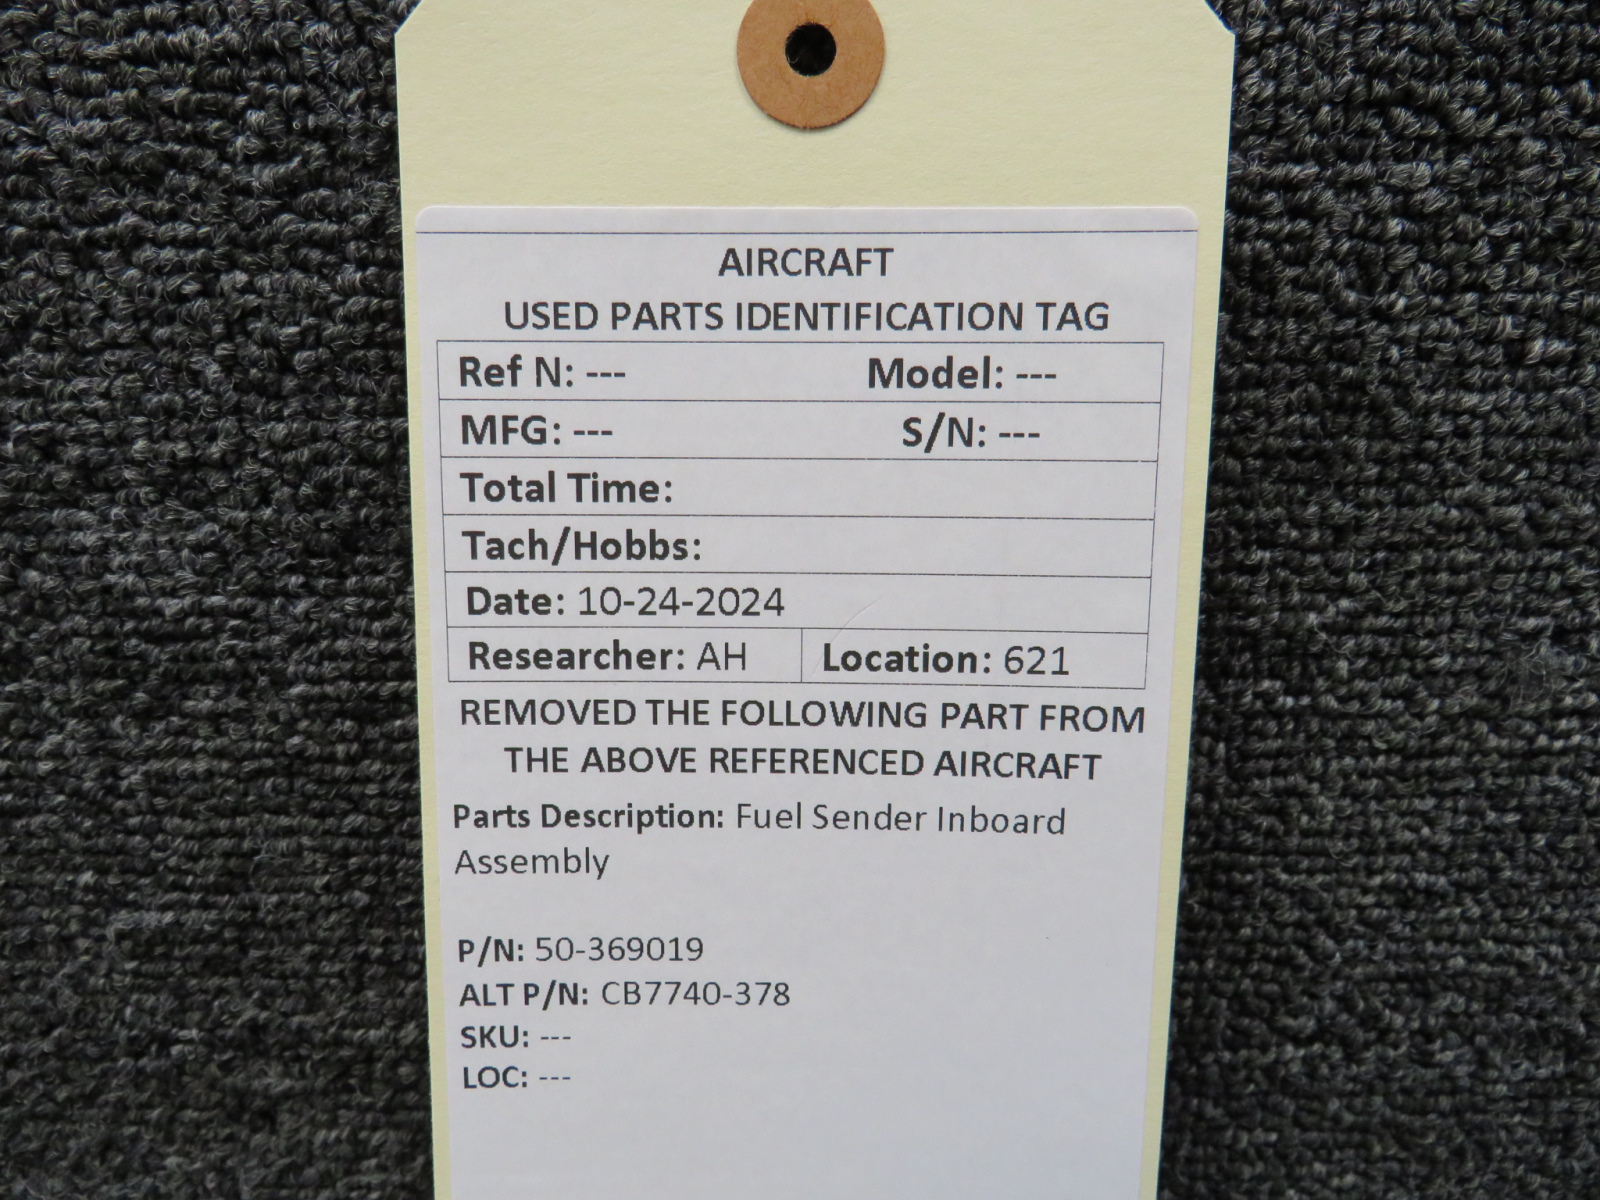 AIRCRAFT
USED PARTS IDENTIFICATION TAG
Ref N: --- Model: ---
MFG: --- S/N: ---
Total Time:
Tach/Hobbs:
Date: 10-24-2024
Researcher: AH Location: 621
REMOVED THE FOLLOWING PART FROM
THE ABOVE REFERENCED AIRCRAFT
Parts Description: Fuel Sender Inboard
Assembly
P/N: 50-369019
ALT P/N: CB7740-378
SKU: ---
LOC: ---